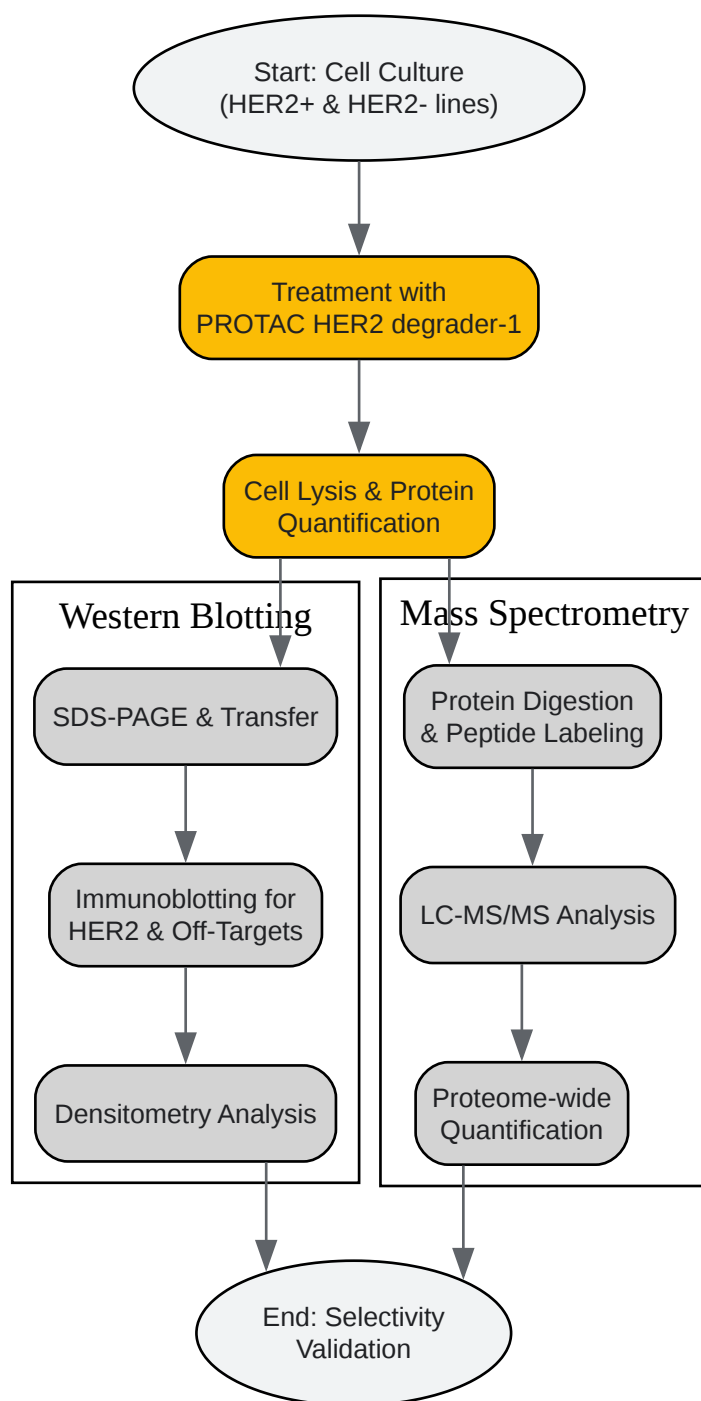 Start: Cell Culture
(HER2+ & HER2- lines)
Treatment with
PROTAC HER2 degrader-1
Cell Lysis & Protein
Quantification
Western Blotting
SDS-PAGE & Transfer
Immunoblotting for
HER2 & Off-Targets
Densitometry Analysis
Mass Spectrometry
Protein Digestion
& Peptide Labeling
LC-MS/MS Analysis
Proteome-wide
Quantification
End: Selectivity
Validation